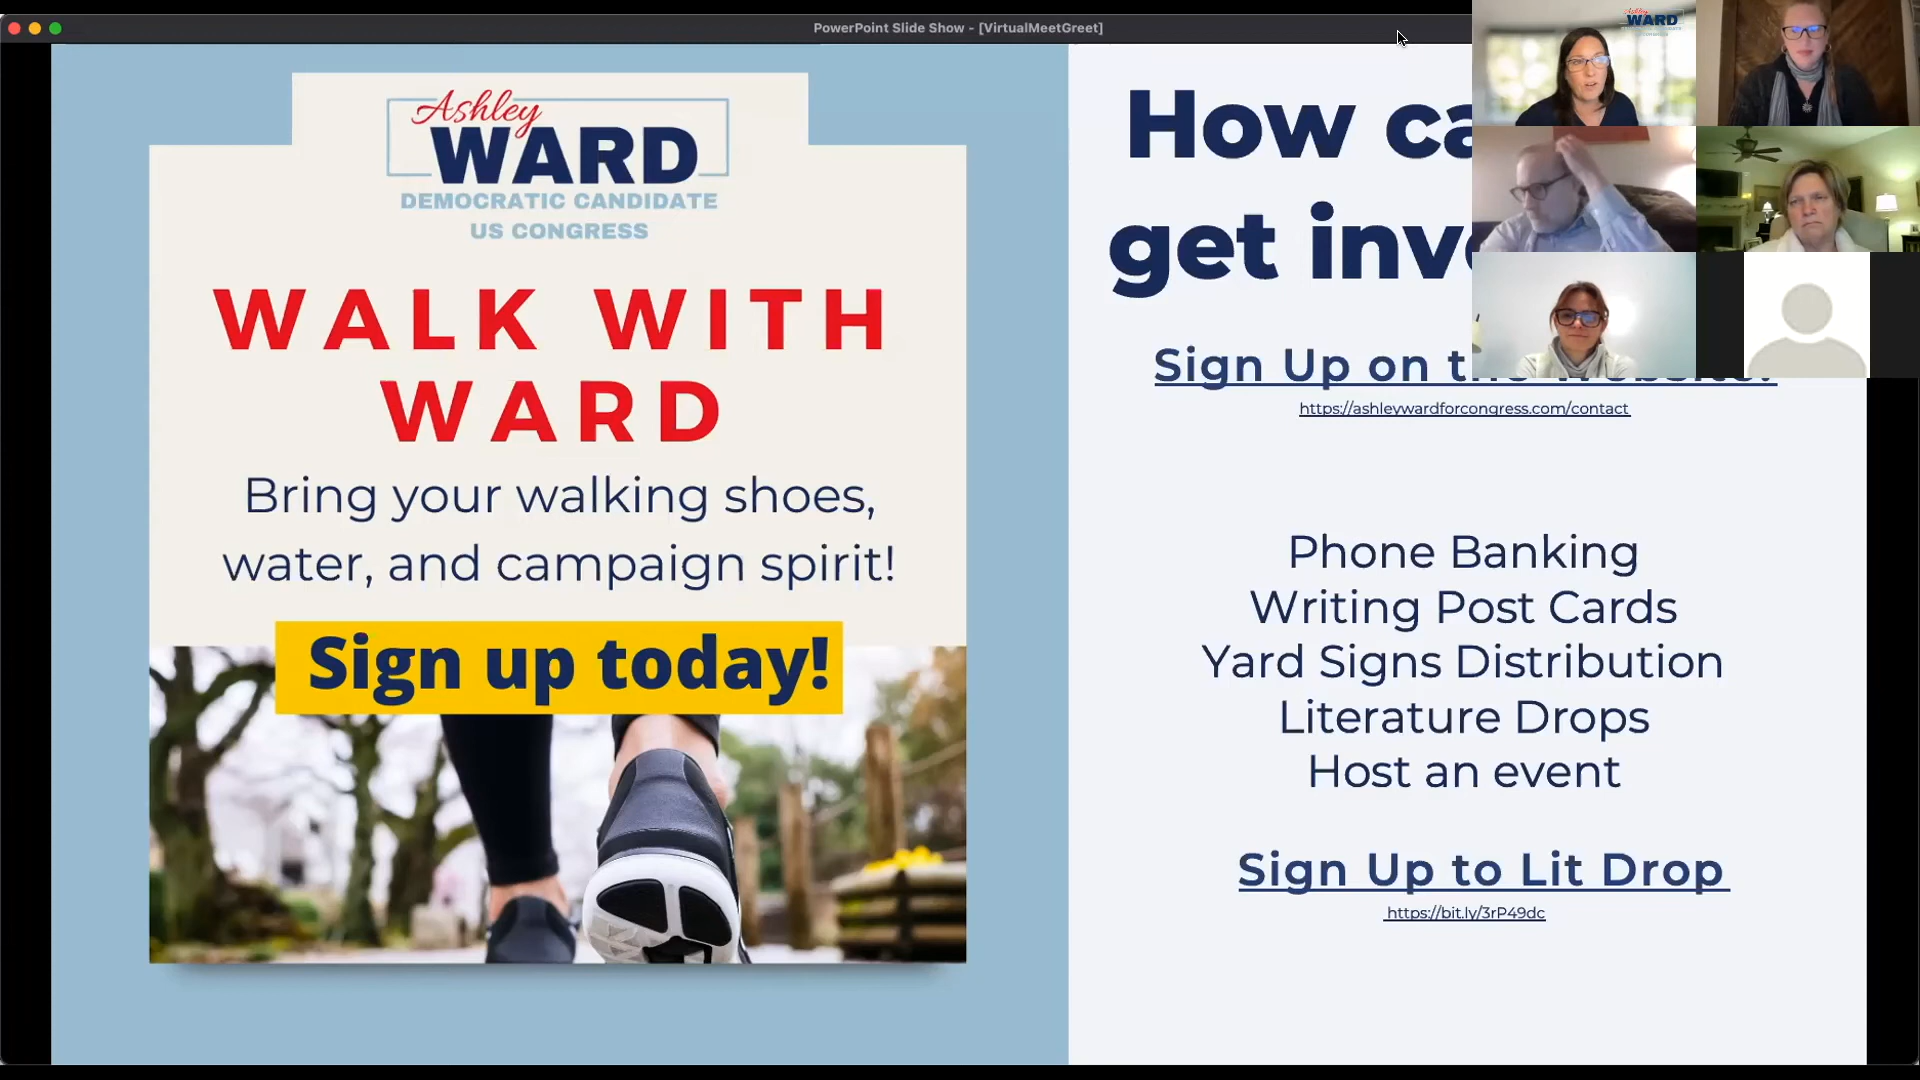 PowerPoint Slide Show - [VirtualMeetGreet]
Ashley
WARD
DEMOCRATIC CANDIDATE
US CONGRESS
WALK WITH
WARD
Bring your walking shoes,
water, and campaign spirit!
Sign up today!
How
get
Sign Up on
https://ashleywardforcongress.com/contact
Phone Banking
Writing Post Cards
Yard Signs Distribution
Literature Drops
Host an event
Sign Up to Lit Drop
https://bit.ly/3rP49dc
Ashley
WARD